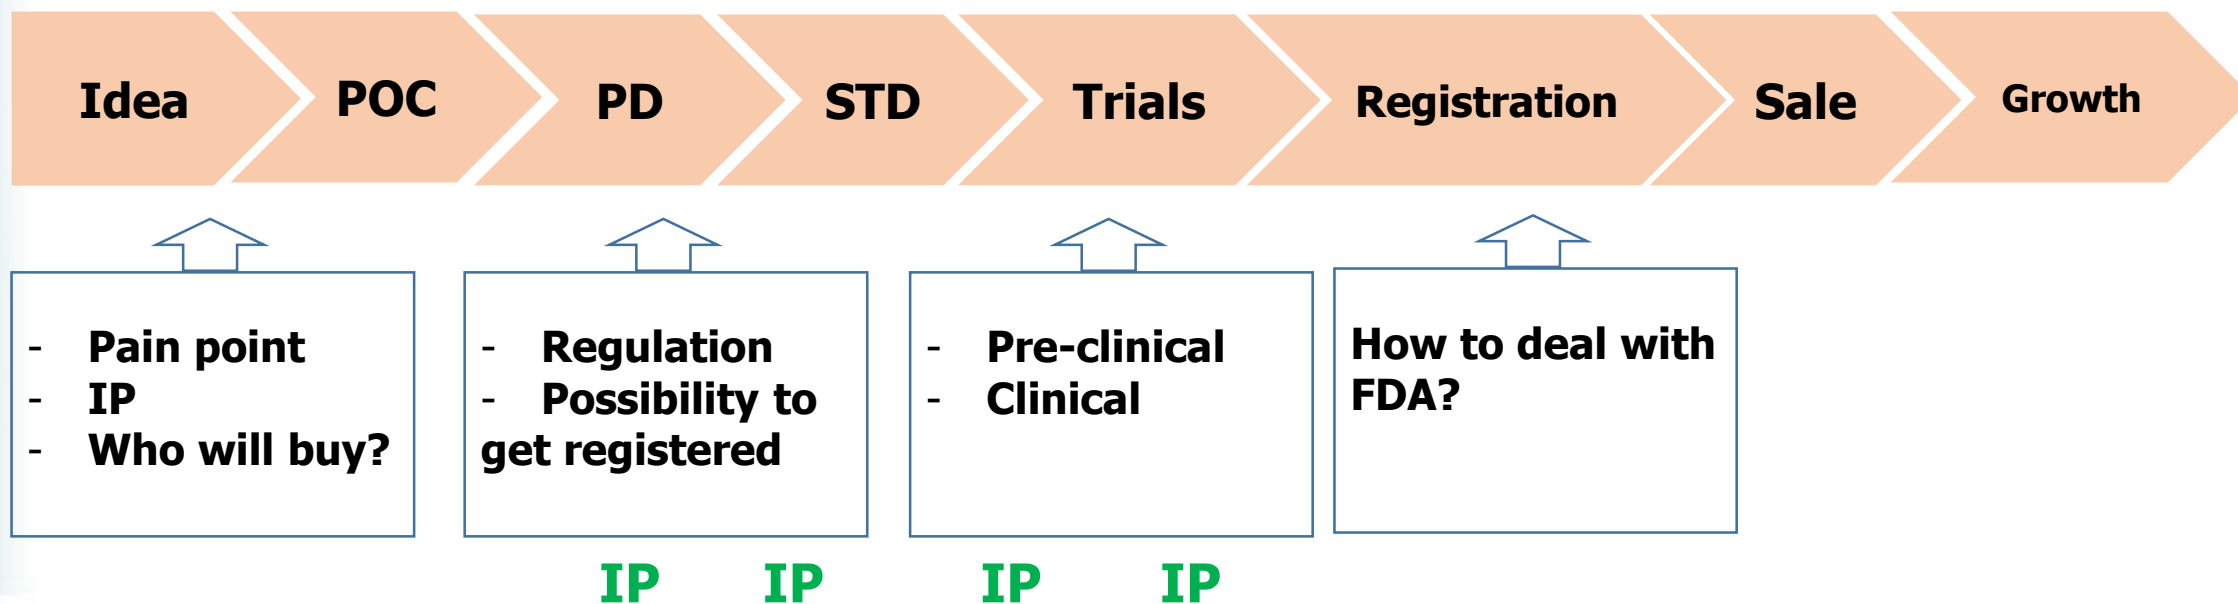 Idea
POC
PD
STD
Trials
Registration
Sale
Growth
- Pain point
- IP
- Who will buy?
- Regulation
- Possibility to
get registered
- Pre-clinical
- Clinical
How to deal with
FDA?
IP IP IP IP